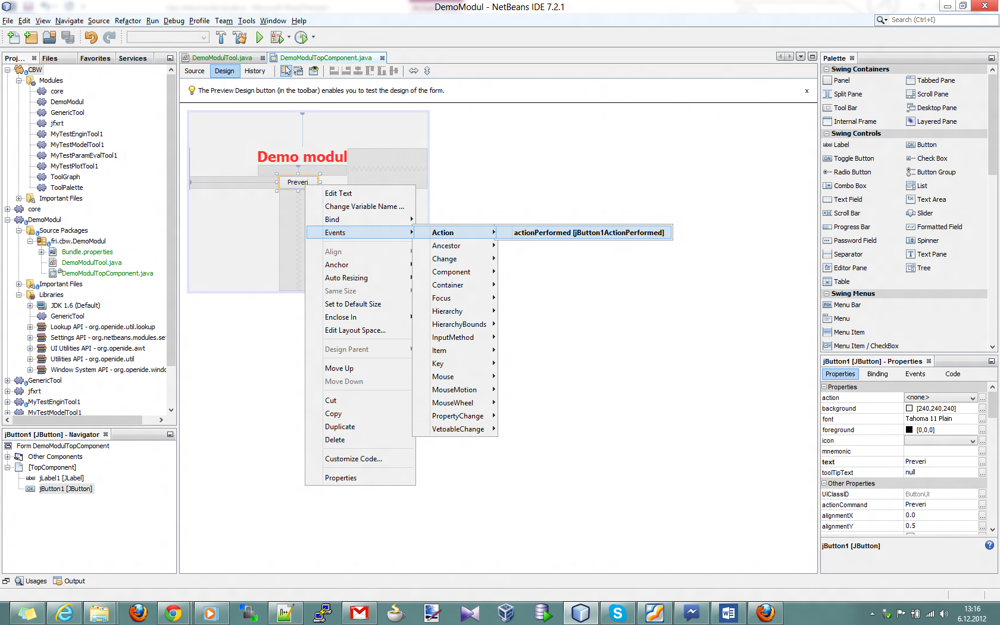 DemoModul - NetBeans IDE 7.2.1
File Edit View Navigate Source Refactor Run Debug Profile Team Tools Window Help
Search (Ctrl+I)
Proj... Files Favorites Services
CBW
Modules
core
DemoModul
GenericTool
jfxrt
MyTestEnginTool1
MyTestModelTool1
MyTestParamEvalTool1
MyTestPlotTool1
ToolGraph
ToolPalette
Important Files
core
DemoModul
Source Packages
fri.cbw.DemoModul
Bundle.properties
DemoModulTool.java
DemoModulTopComponent.java
Important Files
Libraries
JDK 1.6 (Default)
GenericTool
Lookup API - org.openide.util.lookup
Settings API - org.netbeans.modules.se
UI Utilities API - org.openide.awt
Utilities API - org.openide.util
Window System API - org.openide.windo
GenericTool
jfxrt
MyTestEnginTool1
MyTestModelTool1
jButton1 [JButton] - Navigator
Form DemoModulTopComponent
Other Components
[TopComponent]
jLabel1 [JLabel]
jButton1 [JButton]
Usages Output
DemoModulTool.java DemoModulTopComponent.java
Source Design History
The Preview Design button (in the toolbar) enables you to test the design of the form.
x
Demo modul
Preveri
Edit Text
Change Variable Name ...
Bind
Events
Align
Anchor
Auto Resizing
Same Size
Set to Default Size
Enclose In
Edit Layout Space...
Design Parent
Move Up
Move Down
Cut
Copy
Duplicate
Delete
Customize Code...
Properties
Action
Ancestor
Change
Component
Container
Focus
Hierarchy
HierarchyBounds
InputMethod
Item
Key
Mouse
MouseMotion
MouseWheel
PropertyChange
VetoableChange
actionPerformed [jButton1ActionPerformed]
Palette
Swing Containers
Panel Tabbed Pane
Split Pane Scroll Pane
Tool Bar Desktop Pane
Internal Frame Layered Pane
Swing Controls
Label Button
Toggle Button Check Box
Radio Button Button Group
Combo Box List
Text Field Text Area
Scroll Bar Slider
Progress Bar Formatted Field
Password Field Spinner
Separator Text Pane
Editor Pane Tree
Table
Swing Menus
Menu Bar
Menu
Menu Item
Menu Item / CheckBox
jButton1 [JButton] - Properties
Properties Binding Events Code
Properties
action <none>
background [240,240,240]
font Tahoma 11 Plain
foreground [0,0,0]
icon
mnemonic
text Preveri
toolTipText null
Other Properties
UIClassID ButtonUI
actionCommand Preveri
alignmentX 0.0
alignmentY 0.5
jButton1 [JButton]
13:16
6.12.2012